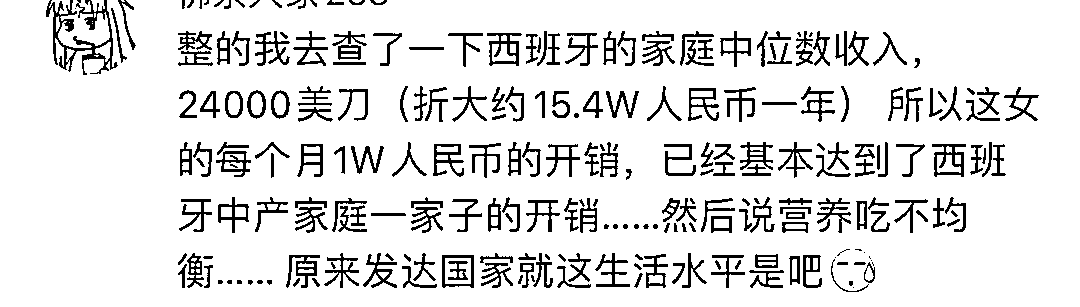 整的我去查了一下西班牙的家庭中位数收入,
24000美刀（折大约15.4W人民币一年） 所以这女
的每个月1W人民币的开销，已经基本达到了西班
牙中产家庭一家子的开销......然后说营养吃不均
衡...... 原来发达国家就这生活水平是吧